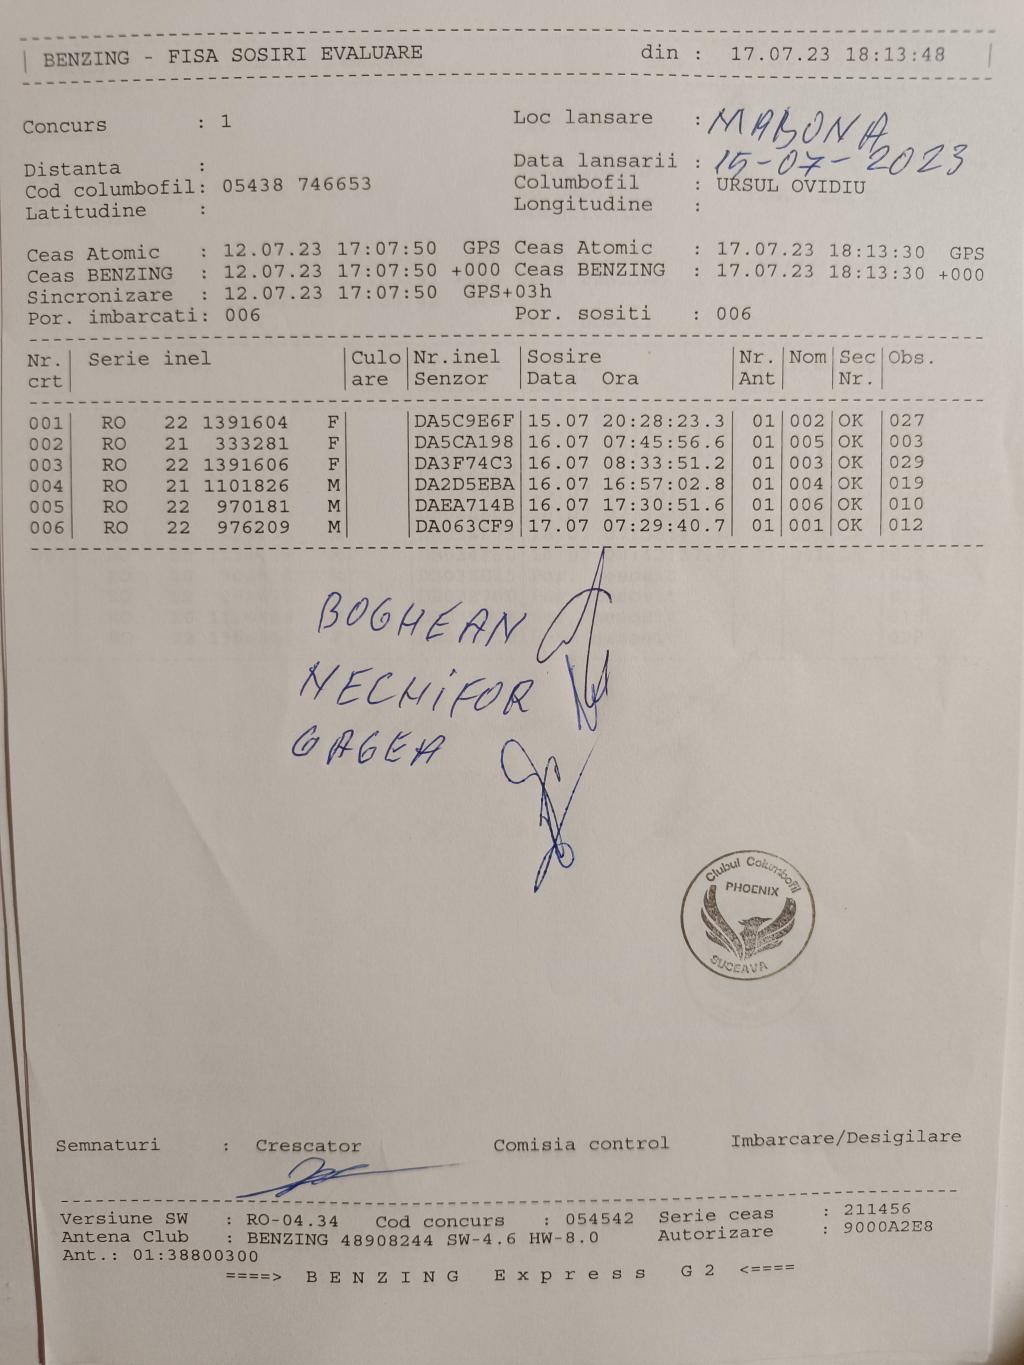 BENZING - FISA SOSIRI EVALUARE din : 17.07.23 18:13:48
Concurs : 1 Loc lansare : MABONA
Distanta : Data lansarii : 15-07-2023
Cod columbofil: 05438 746653 Columbofil : URSUL OVIDIU
Latitudine : Longitudine :
Ceas Atomic : 12.07.23 17:07:50 GPS Ceas Atomic : 17.07.23 18:13:30 GPS
Ceas BENZING : 12.07.23 17:07:50 +000 Ceas BENZING : 17.07.23 18:13:30 +000
Sincronizare : 12.07.23 17:07:50 GPS+03h
Por. imbarcati: 006 Por. sositi : 006
Nr. Serie inel Culo Nr.inel Sosire Nr. Nom Sec Obs.
crt are Senzor Data Ora Ant Nr.
001 RO 22 1391604 F DA5C9E6F 15.07 20:28:23.3 01 002 OK 027
002 RO 21 333281 F DA5CA198 16.07 07:45:56.6 01 005 OK 003
003 RO 22 1391606 F DA3F74C3 16.07 08:33:51.2 01 003 OK 029
004 RO 21 1101826 M DA2D5EBA 16.07 16:57:02.8 01 004 OK 019
005 RO 22 970181 M DAEA714B 16.07 17:30:51.6 01 006 OK 010
006 RO 22 976209 M DA063CF9 17.07 07:29:40.7 01 001 OK 012
BOGHEAN
NECHIFOR
GAGEA
Clubul Columbofil
PHOENIX
SUCEAVA
Semnaturi : Crescator Comisia control Imbarcare/Desigilare
Versiune SW : RO-04.34 Cod concurs : 054542 Serie ceas : 211456
Antena Club : BENZING 48908244 SW-4.6 HW-8.0 Autorizare : 9000A2E8
Ant.: 01:38800300
====> B E N Z I N G E x p r e s s G 2 <====